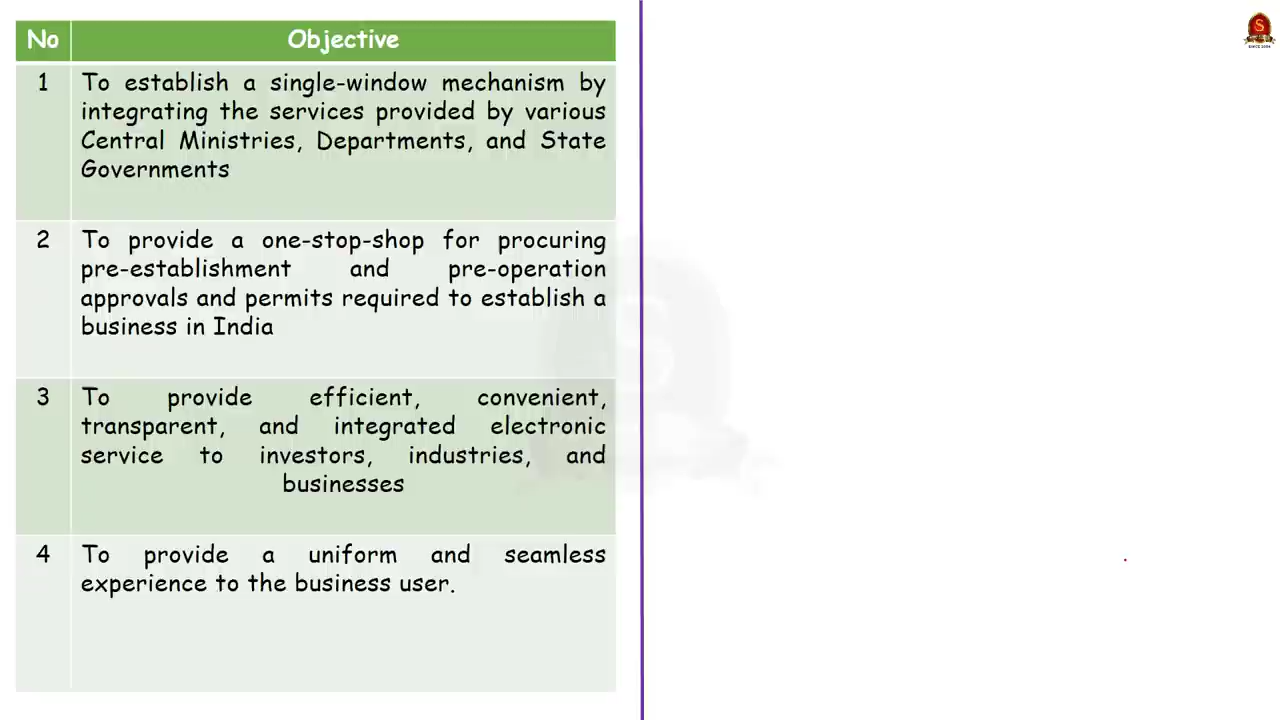 No Objective
1 To establish a single-window mechanism by
integrating the services provided by various
Central Ministries, Departments, and State
Governments
2 To provide a one-stop-shop for procuring
pre-establishment and pre-operation
approvals and permits required to establish a
business in India
3 To provide efficient, convenient,
transparent, and integrated electronic
service to investors, industries, and
businesses
4 To provide a uniform and seamless
experience to the business user.
S
SINCE 2004